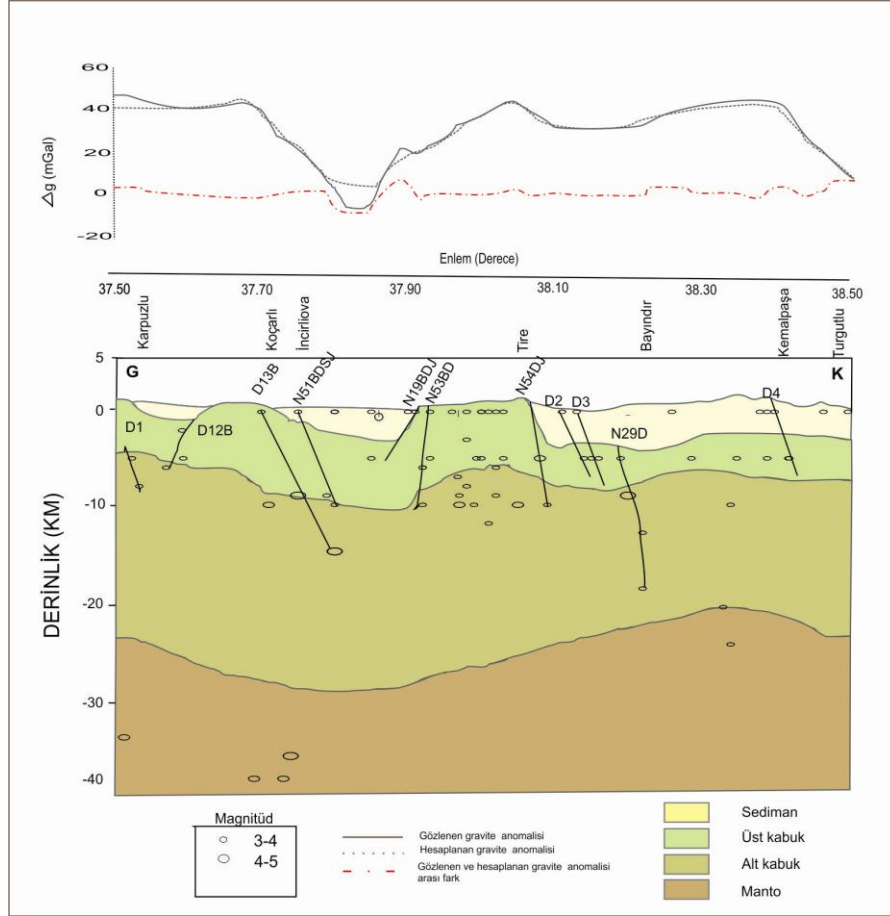 60
40
20
0
-20
△g (mGal)
Enlem (Derece)
37.50 37.70 37.90 38.10 38.30 38.50
Karpuzlu
Koçarlı
İncirliova
Tire
Bayındır
Kemalpaşa
Turgutlu
5
0
-10
-20
-30
-40
DERİNLİK (KM)
G
K
D1
D12B
D13B
N51BDSJ
N19BDJ
N53BD
N54DJ
D2
D3
N29D
D4
Magnitüd
3-4
4-5
Gözlenen gravite anomalisi
Hesaplanan gravite anomalisi
Gözlenen ve hesaplanan gravite anomalisi
arası fark
Sediman
Üst kabuk
Alt kabuk
Manto